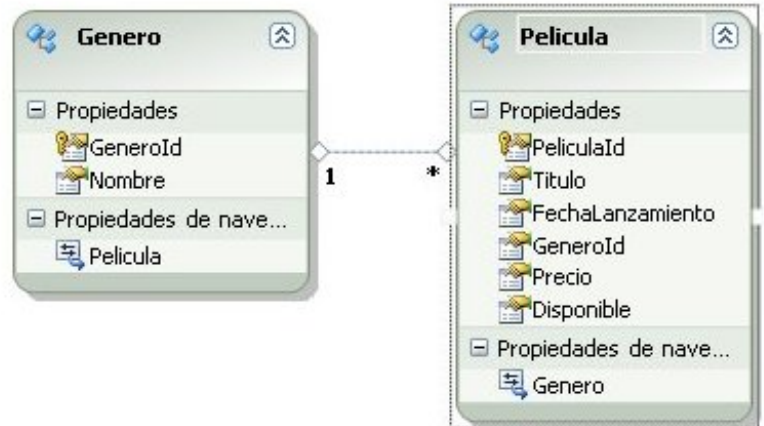 Genero
Propiedades
GeneroId
Nombre
Propiedades de nave...
Pelicula
1
*
Pelicula
Propiedades
PeliculaId
Titulo
FechaLanzamiento
GeneroId
Precio
Disponible
Propiedades de nave...
Genero